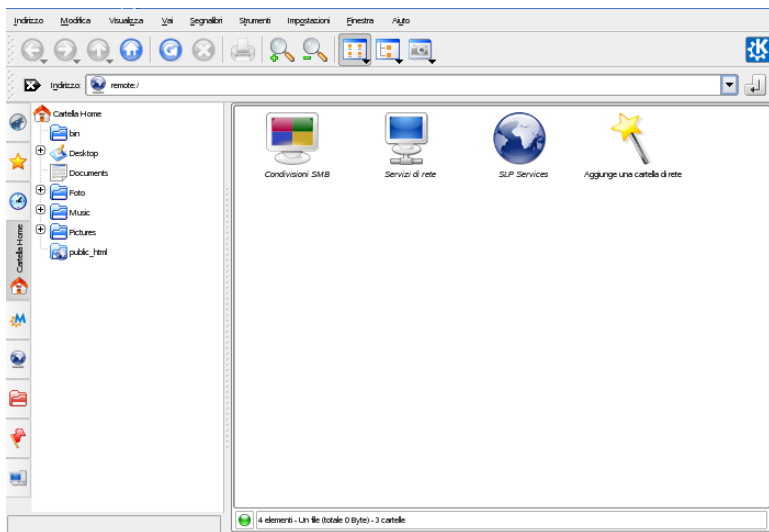 Indirizzo Modifica Visualizza Vai Segnalibri Strumenti Impostazioni Finestra Aiuto
Indirizzo: remote:/
Cartella Home
bin
Desktop
Documents
Foto
Music
Pictures
public_html
Cartella Home
Condivisioni SMB
Servizi di rete
SLP Services
Aggiunge una cartella di rete
4 elementi - Un file (totale 0 Byte) - 3 cartelle